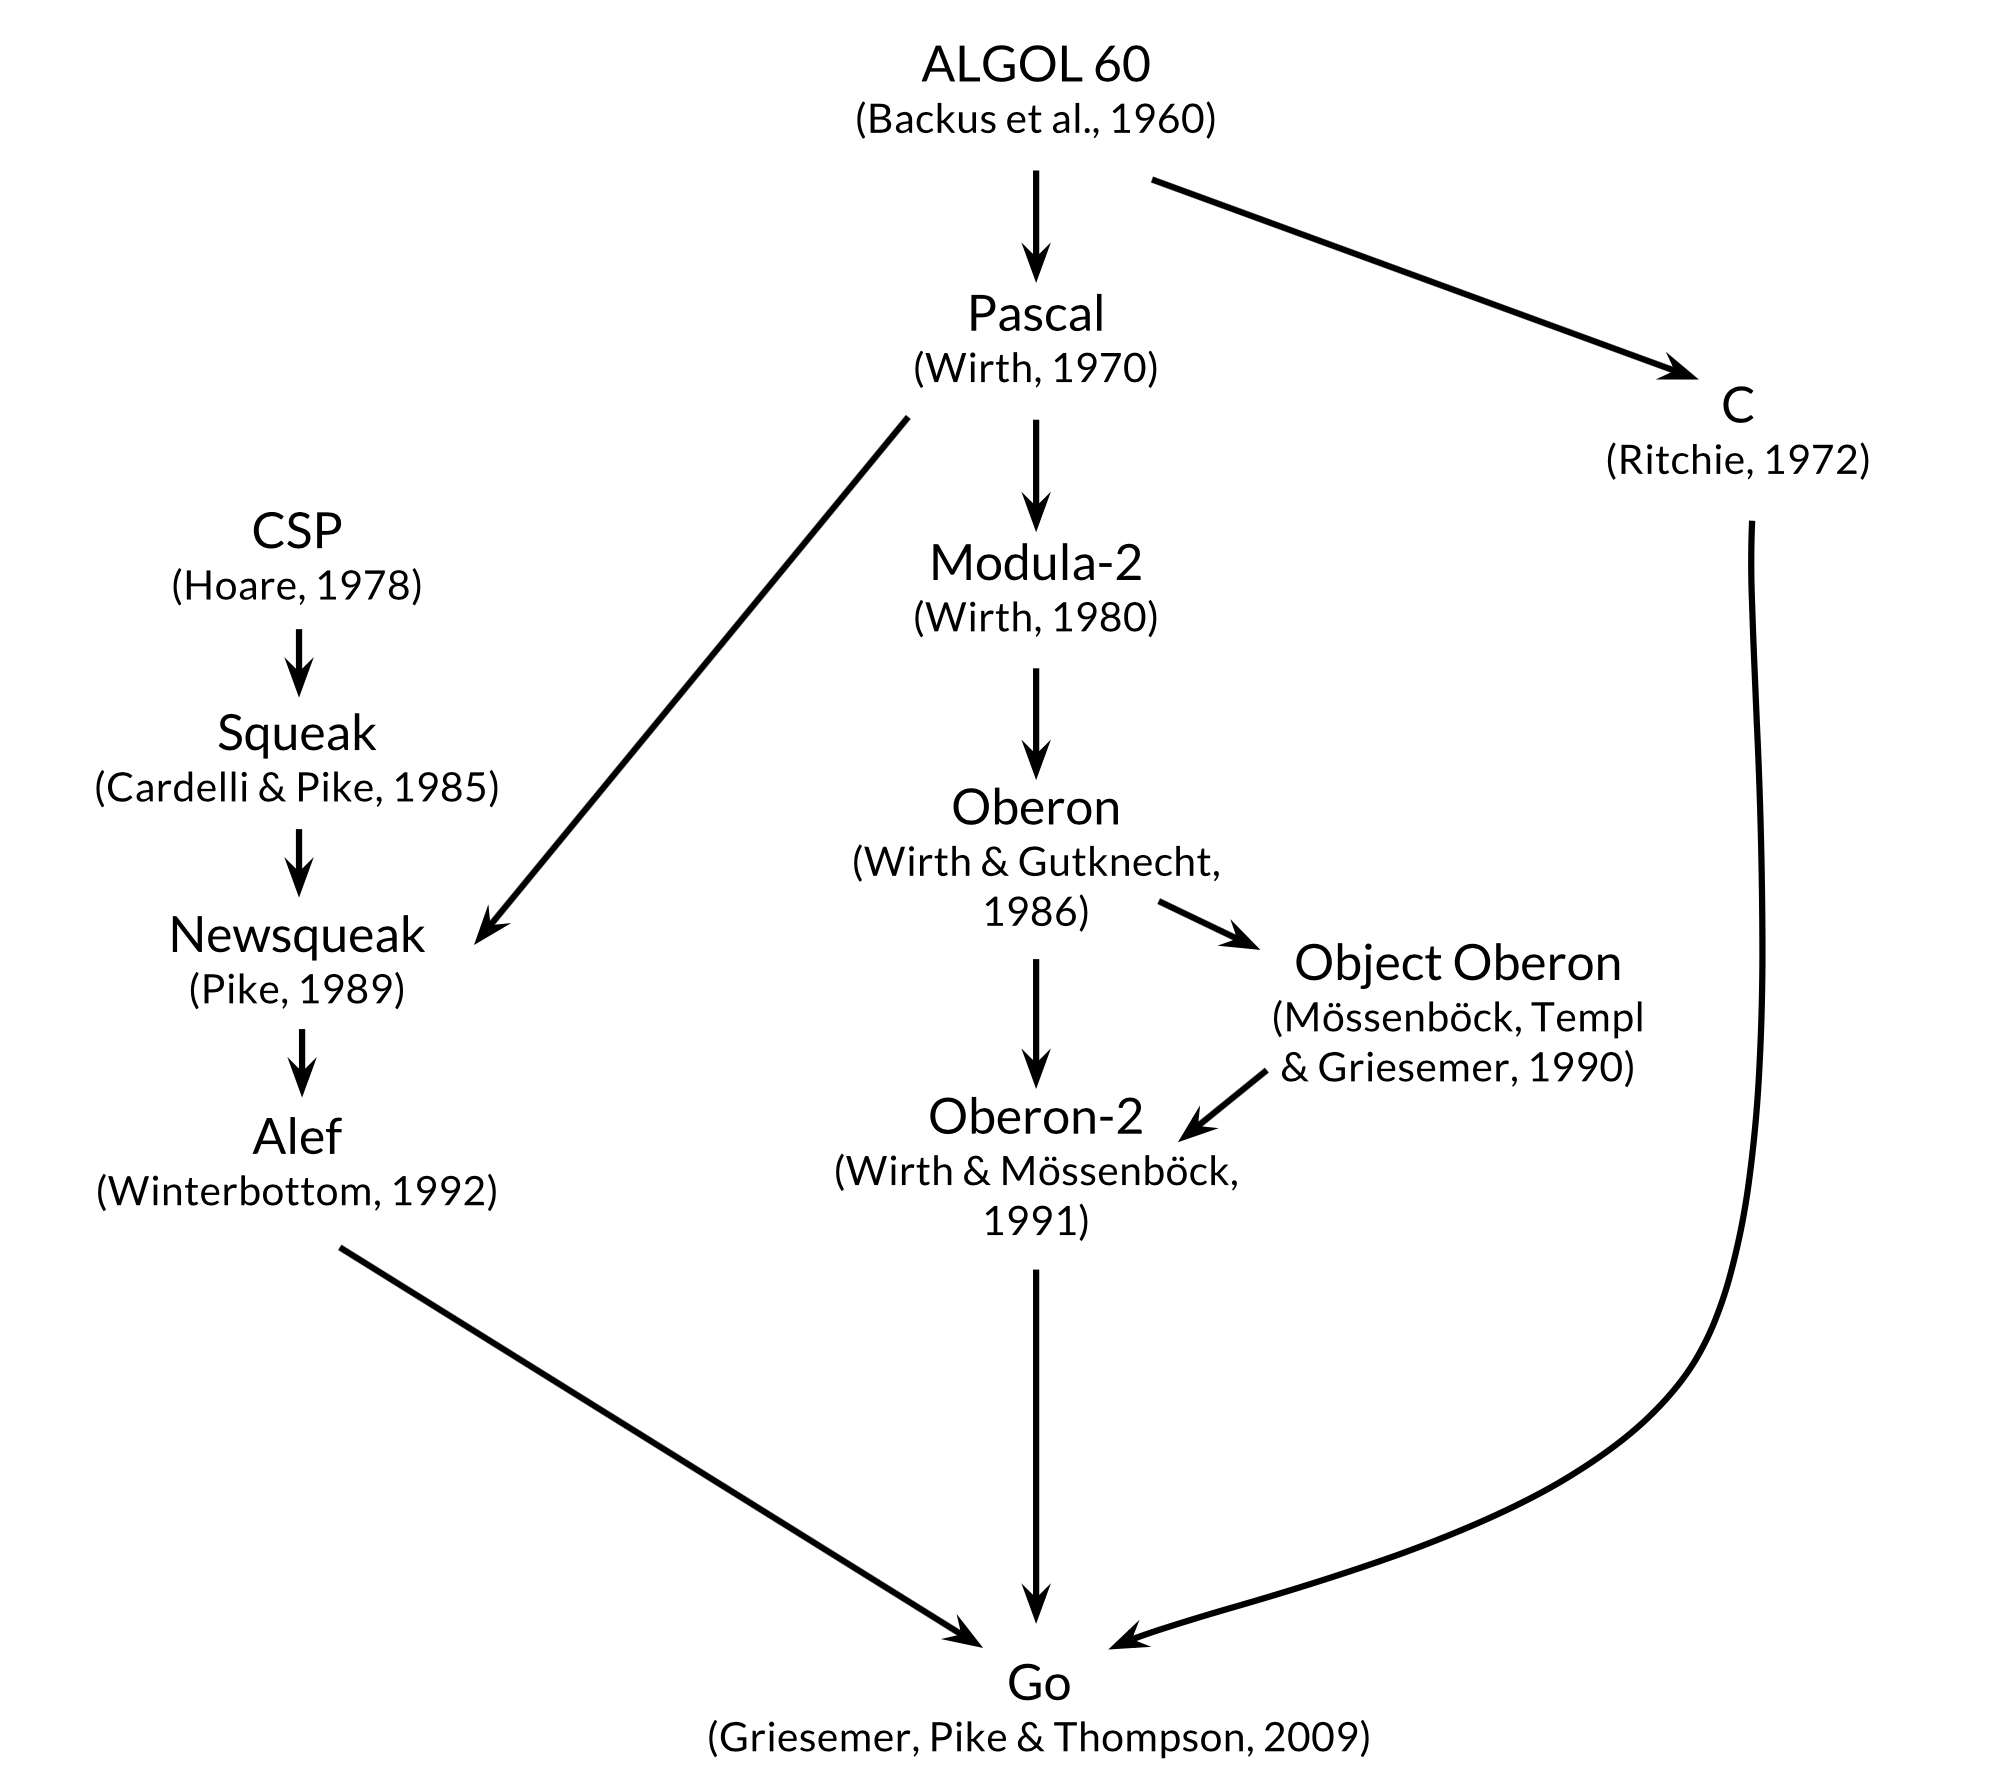 ALGOL 60
(Backus et al., 1960)
Pascal
(Wirth, 1970)
C
(Ritchie, 1972)
CSP
(Hoare, 1978)
Modula-2
(Wirth, 1980)
Squeak
(Cardelli & Pike, 1985)
Oberon
(Wirth & Gutknecht,
1986)
Newsqueak
(Pike, 1989)
Object Oberon
(Mössenböck, Templ
& Griesemer, 1990)
Alef
(Winterbottom, 1992)
Oberon-2
(Wirth & Mössenböck,
1991)
Go
(Griesemer, Pike & Thompson, 2009)